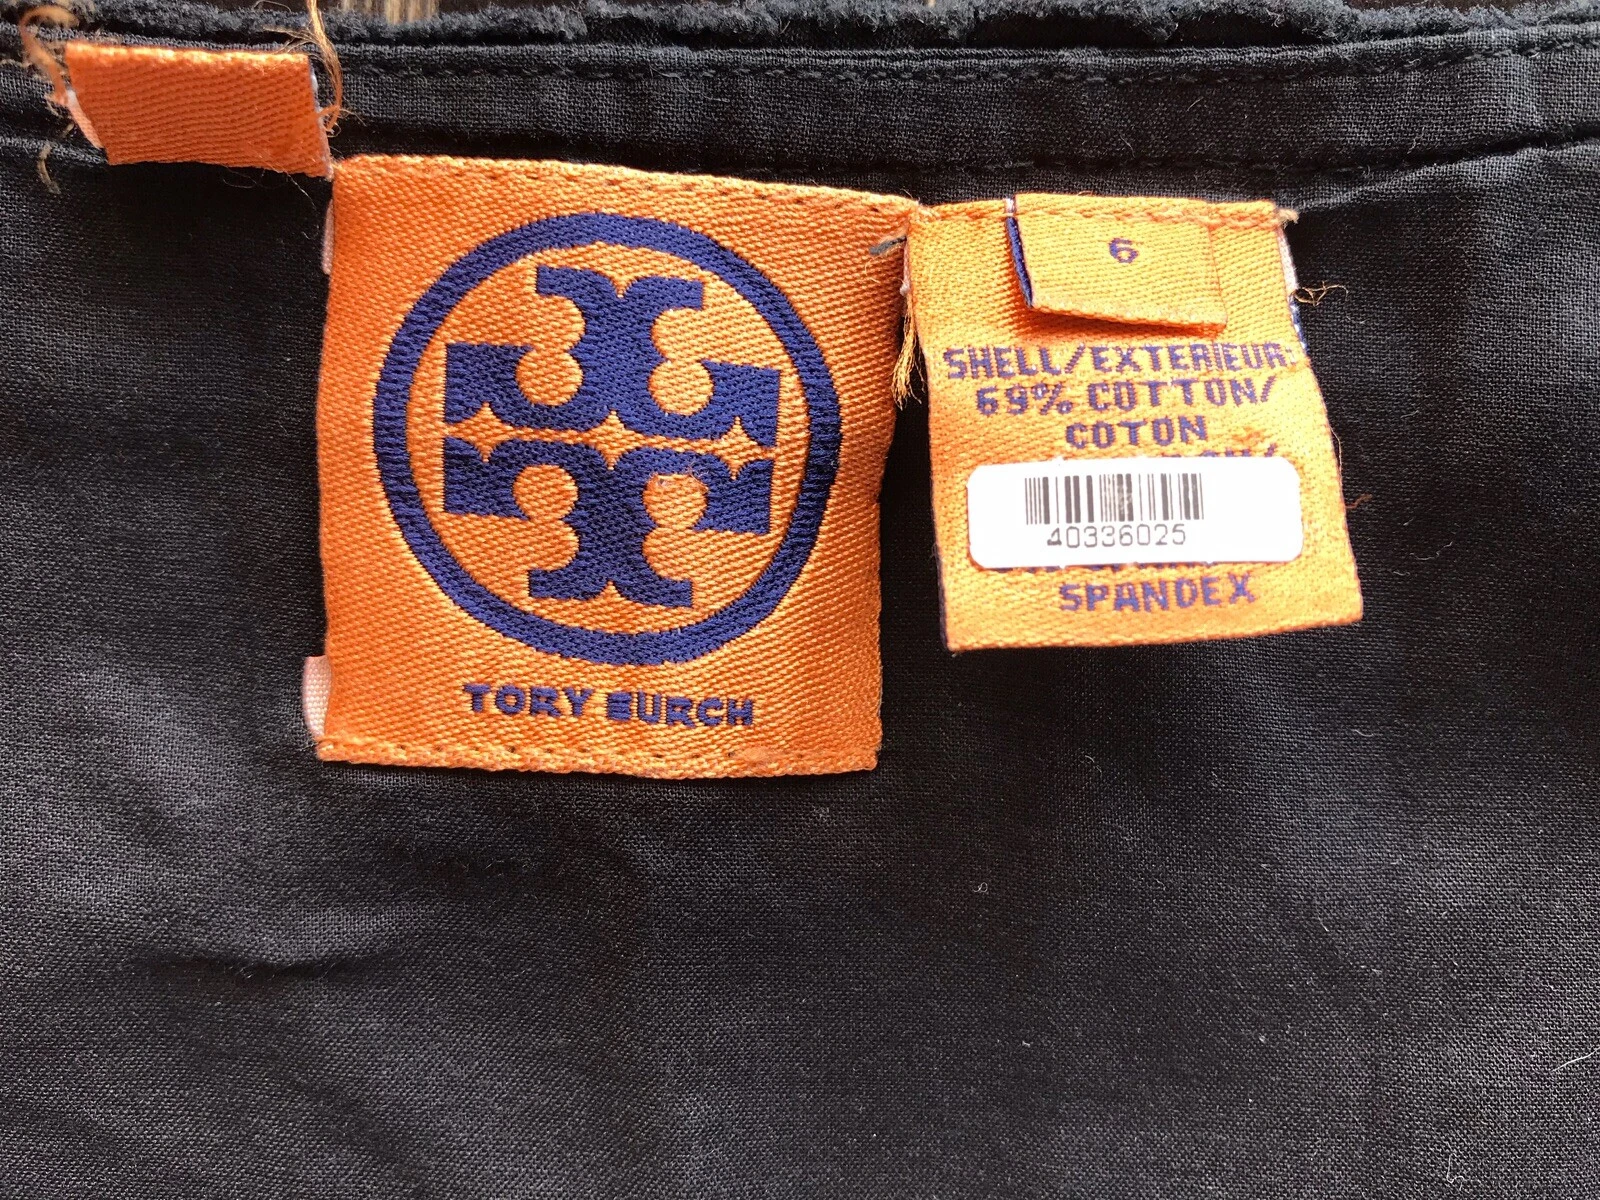 TORY BURCH
6
SHELL/EXTERIEUR:
69% COTTON/
COTON
40336025
SPANDEX